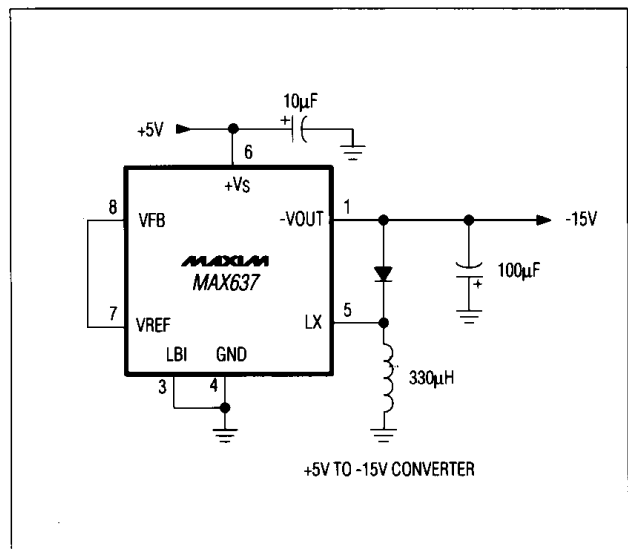 10µF
+
+5V
6
+VS
8
VFB
-VOUT
1
-15V
MAXIM
MAX637
100µF
+
7
VREF
LX
5
LBI
GND
3
4
330µH
+5V TO -15V CONVERTER